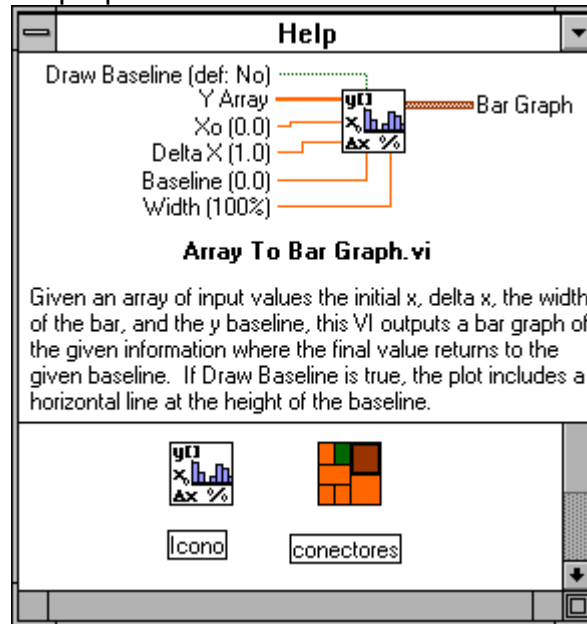 Help
Draw Baseline (def: No)
Y Array
Xo (0.0)
Delta X (1.0)
Baseline (0.0)
Width (100%)
y[]
x₀
Δx %
Bar Graph
Array To Bar Graph.vi
Given an array of input values the initial x, delta x, the width
of the bar, and the y baseline, this VI outputs a bar graph of
the given information where the final value returns to the
given baseline. If Draw Baseline is true, the plot includes a
horizontal line at the height of the baseline.
y[]
x₀
Δx %
Icono
conectores